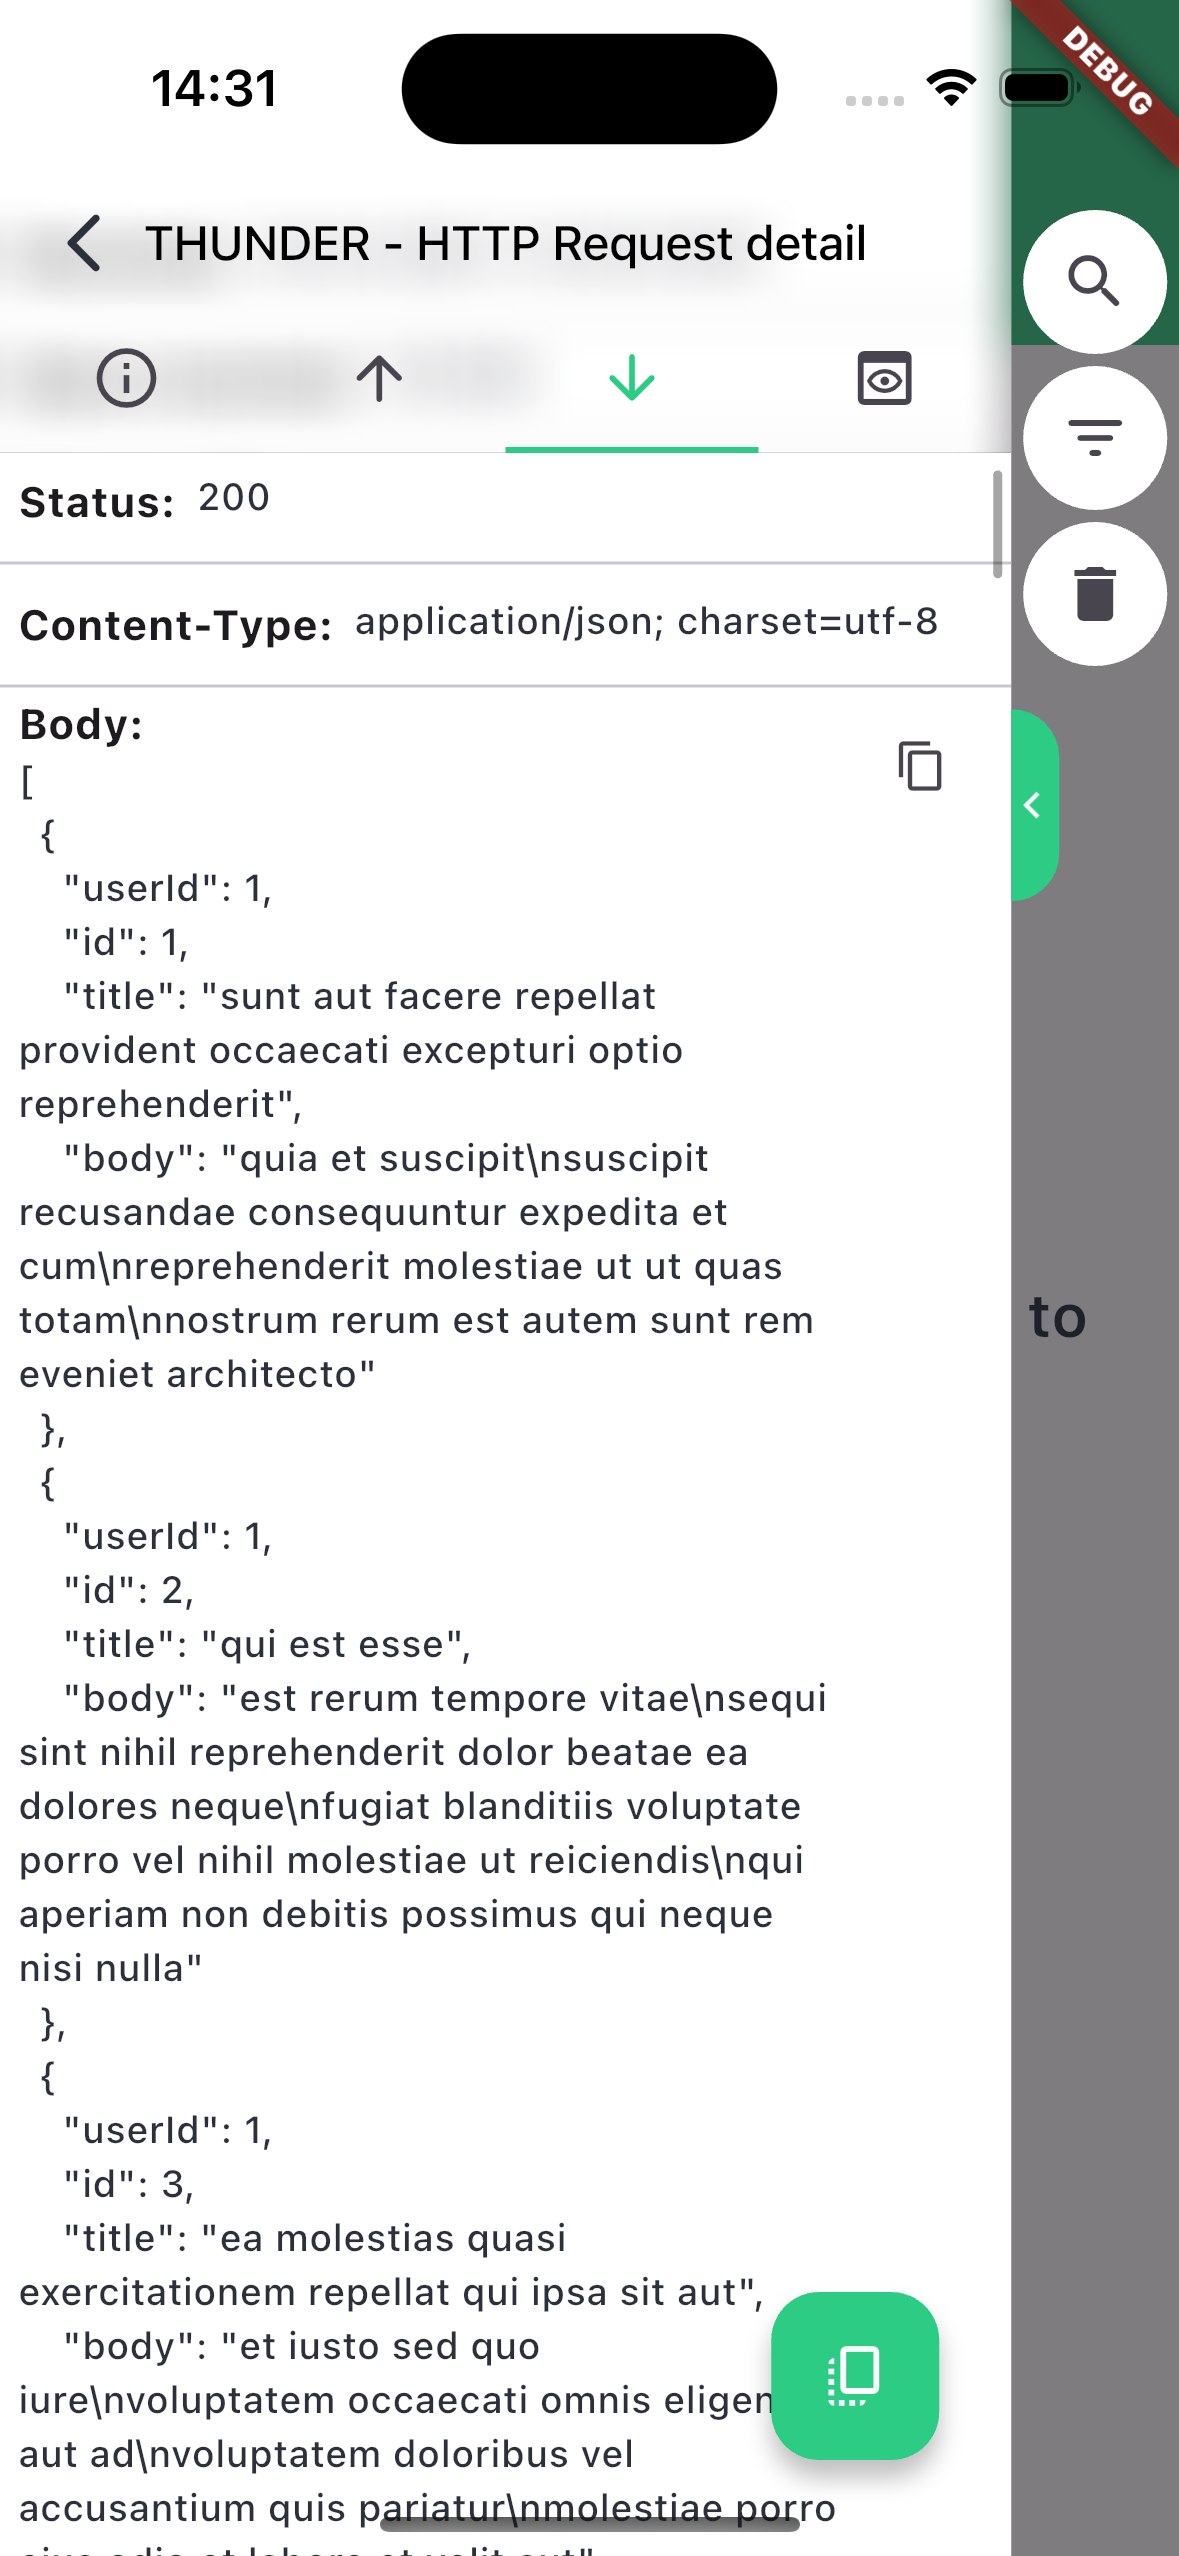 14:31
DEBUG
THUNDER - HTTP Request detail
Status: 200
Content-Type: application/json; charset=utf-8
Body:
[
{
"userId": 1,
"id": 1,
"title": "sunt aut facere repellat
provident occaecati excepturi optio
reprehenderit",
"body": "quia et suscipit\nsuscipit
recusandae consequuntur expedita et
cum\nreprehenderit molestiae ut ut quas
totam\nnostrum rerum est autem sunt rem
eveniet architecto"
},
{
"userId": 1,
"id": 2,
"title": "qui est esse",
"body": "est rerum tempore vitae\nsequi
sint nihil reprehenderit dolor beatae ea
dolores neque\nfugiat blanditiis voluptate
porro vel nihil molestiae ut reiciendis\nqui
aperiam non debitis possimus qui neque
nisi nulla"
},
{
"userId": 1,
"id": 3,
"title": "ea molestias quasi
exercitationem repellat qui ipsa sit aut",
"body": "et iusto sed quo
iure\nvoluptatem occaecati omnis eligen
aut ad\nvoluptatem doloribus vel
accusantium quis pariatur\nmolestiae porro
to